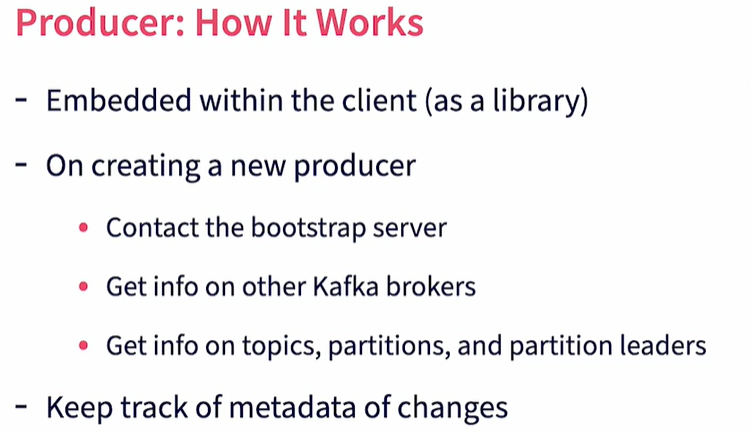 Producer: How It Works
- Embedded within the client (as a library)
- On creating a new producer
• Contact the bootstrap server
• Get info on other Kafka brokers
• Get info on topics, partitions, and partition leaders
- Keep track of metadata of changes